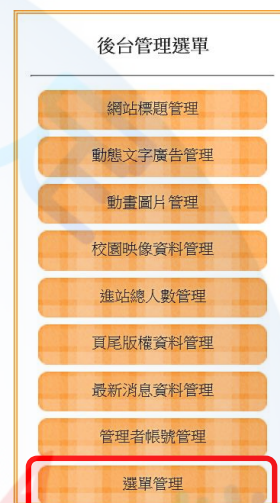 後台管理選單
網站標題管理
動態文字廣告管理
動畫圖片管理
校園映像資料管理
進站總人數管理
頁尾版權資料管理
最新消息資料管理
管理者帳號管理
選單管理